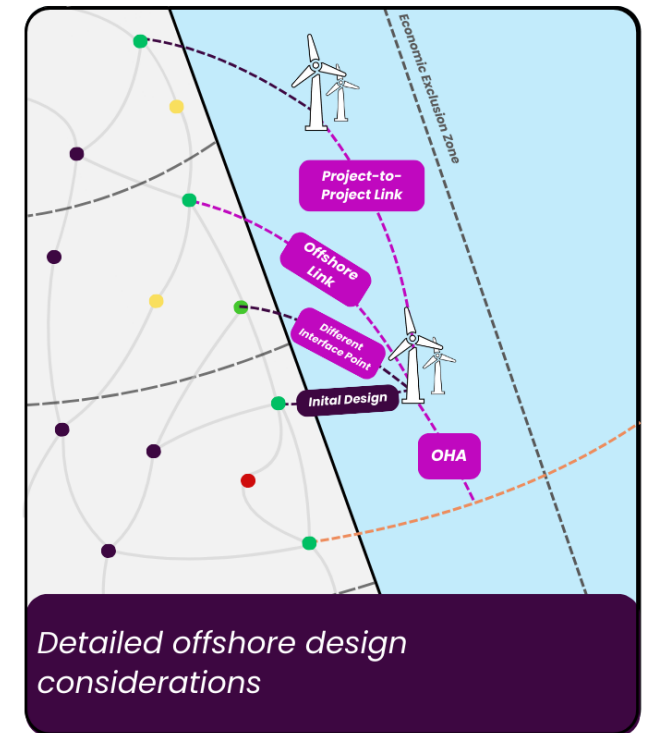 Economic Exclusion Zone
Project-to-
Project Link
Offshore
Link
Different
Interface Point
Inital Design
OHA
Detailed offshore design
considerations